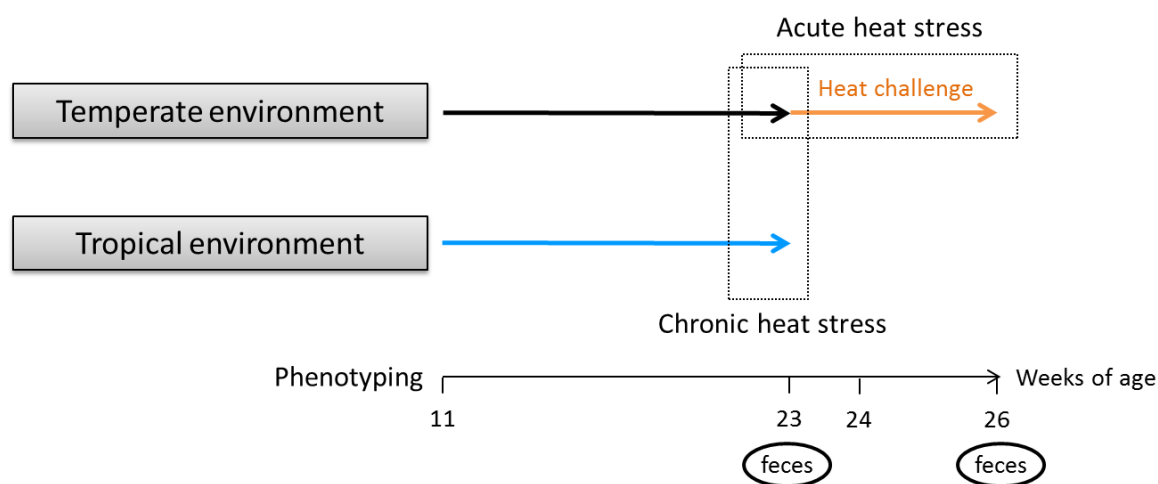 Acute heat stress
Heat challenge
Temperate environment
Tropical environment
Chronic heat stress
Phenotyping
Weeks of age
11
23
24
26
feces
feces